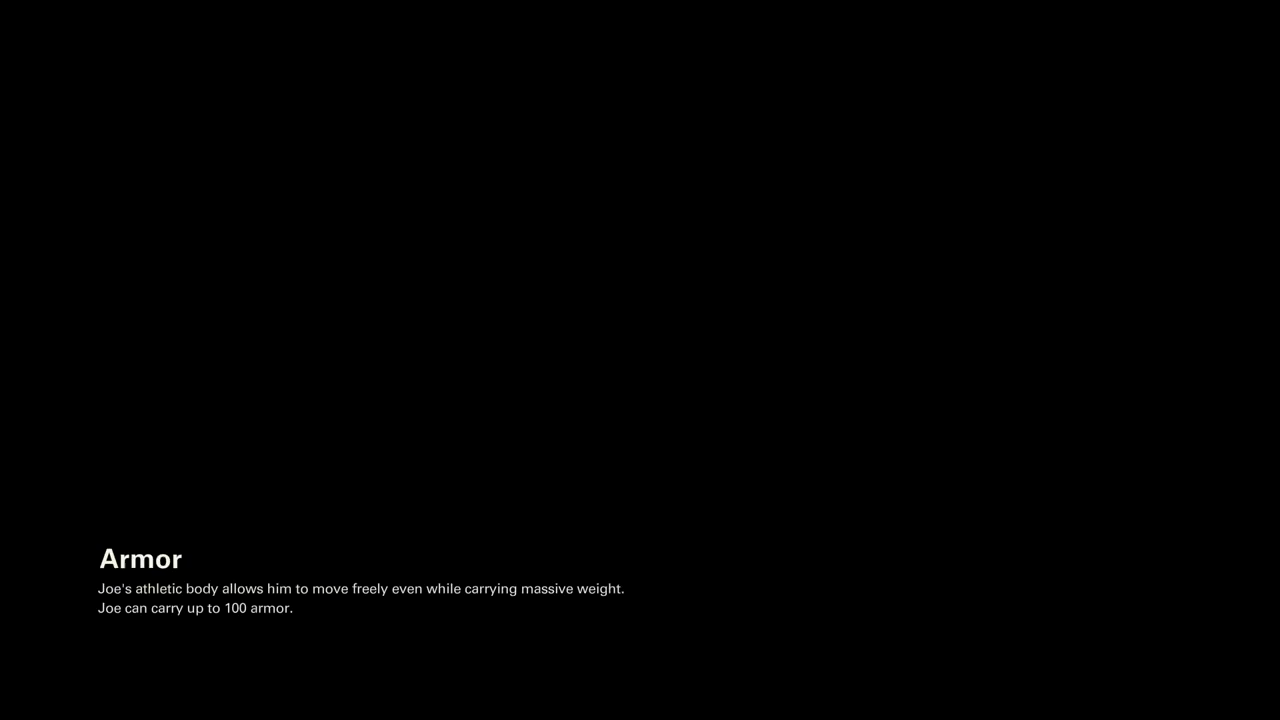 Armor
Joe's athletic body allows him to move freely even while carrying massive weight.
Joe can carry up to 100 armor.